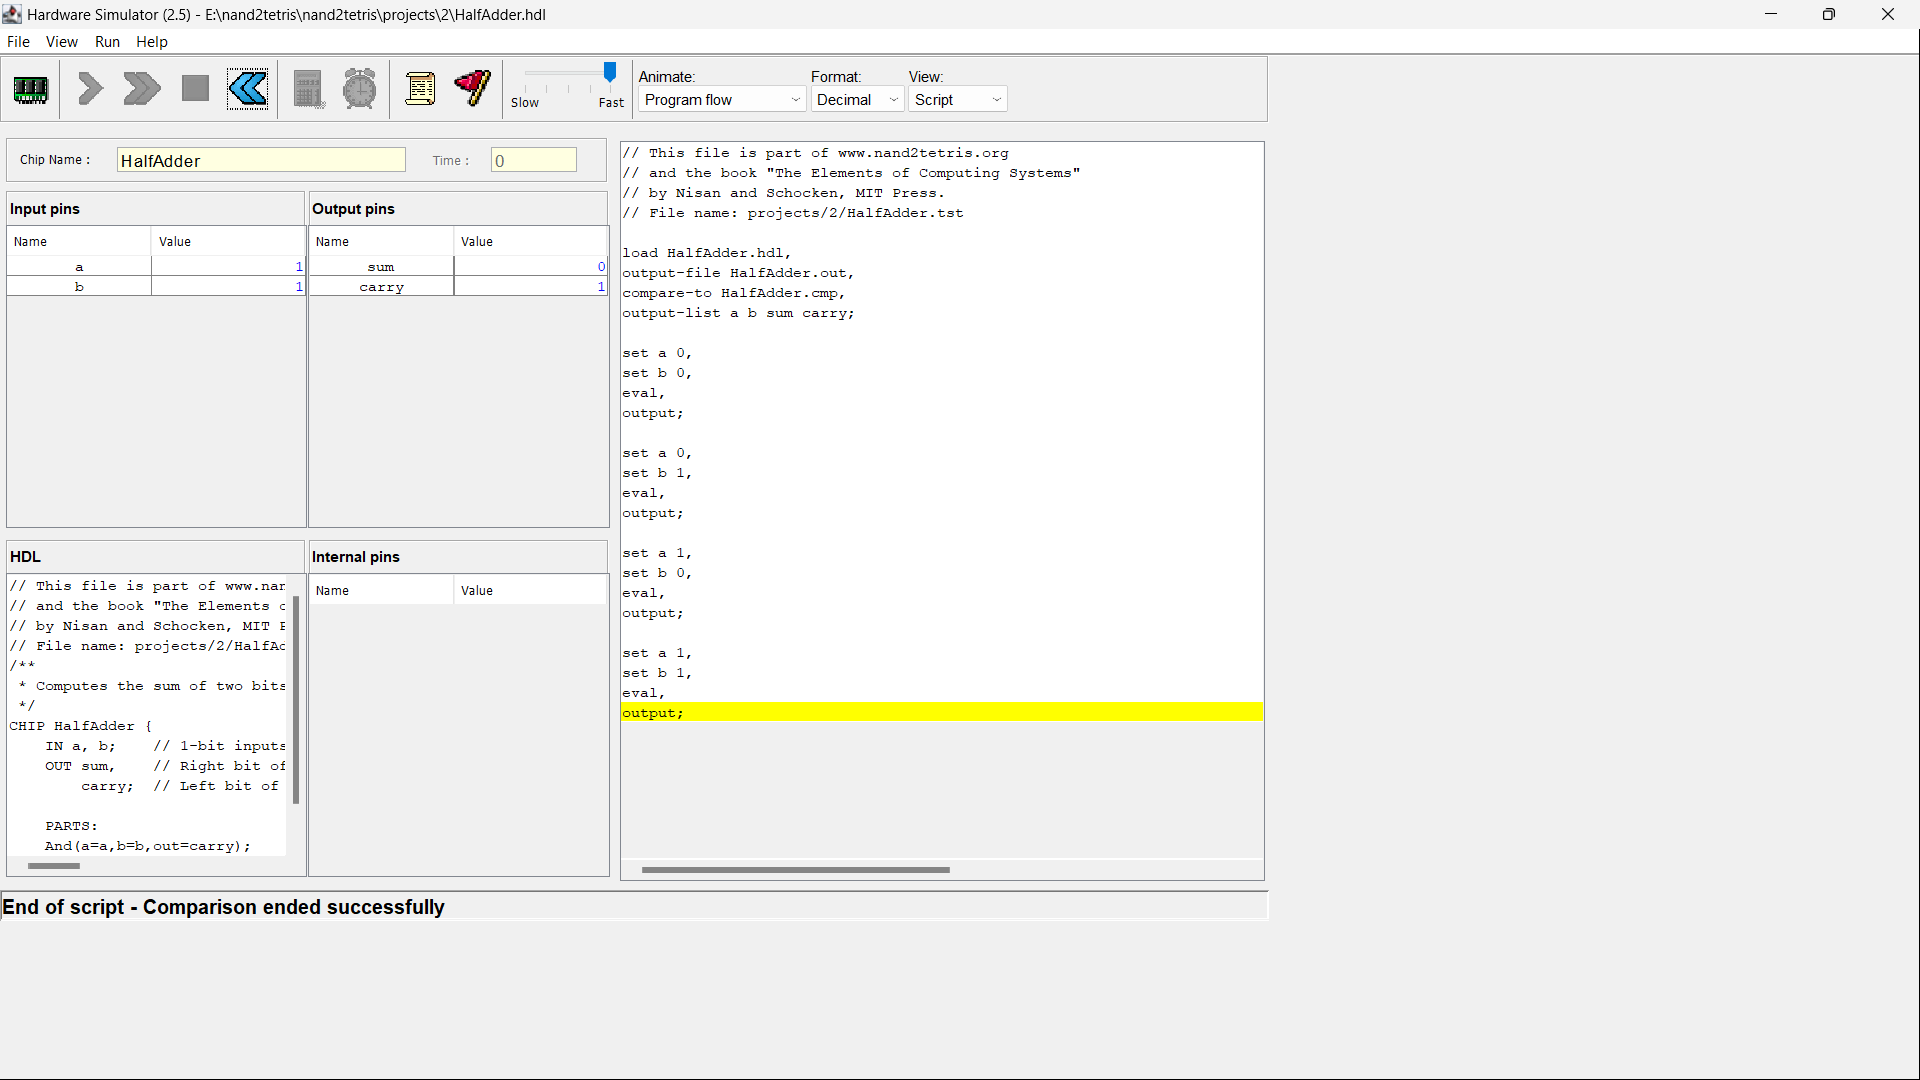 Hardware Simulator (2.5) - E:\nand2tetris\nand2tetris\projects\2\HalfAdder.hdl
File View Run Help
Slow Fast
Animate: Format: View:
Program flow Decimal Script
Chip Name : HalfAdder Time : 0
Input pins
Name Value
a 1
b 1
Output pins
Name Value
sum 0
carry 1
HDL
// This file is part of www.nan
// and the book "The Elements o
// by Nisan and Schocken, MIT P
// File name: projects/2/HalfAd
/**
* Computes the sum of two bits
*/
CHIP HalfAdder {
IN a, b; // 1-bit inputs
OUT sum, // Right bit of
carry; // Left bit of
PARTS:
And(a=a,b=b,out=carry);
Internal pins
Name Value
// This file is part of www.nand2tetris.org
// and the book "The Elements of Computing Systems"
// by Nisan and Schocken, MIT Press.
// File name: projects/2/HalfAdder.tst
load HalfAdder.hdl,
output-file HalfAdder.out,
compare-to HalfAdder.cmp,
output-list a b sum carry;
set a 0,
set b 0,
eval,
output;
set a 0,
set b 1,
eval,
output;
set a 1,
set b 0,
eval,
output;
set a 1,
set b 1,
eval,
output;
End of script - Comparison ended successfully